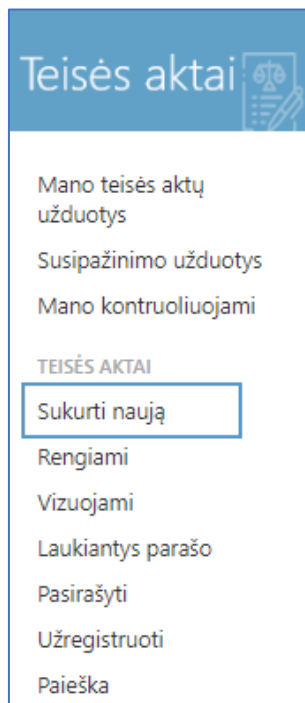 Teisės aktai
Mano teisės aktų
užduotys
Susipažinimo užduotys
Mano kontruoliuojami
TEISĖS AKTAI
Sukurti naują
Rengiami
Vizuojami
Laukiantys parašo
Pasirašyti
Užregistruoti
Paieška